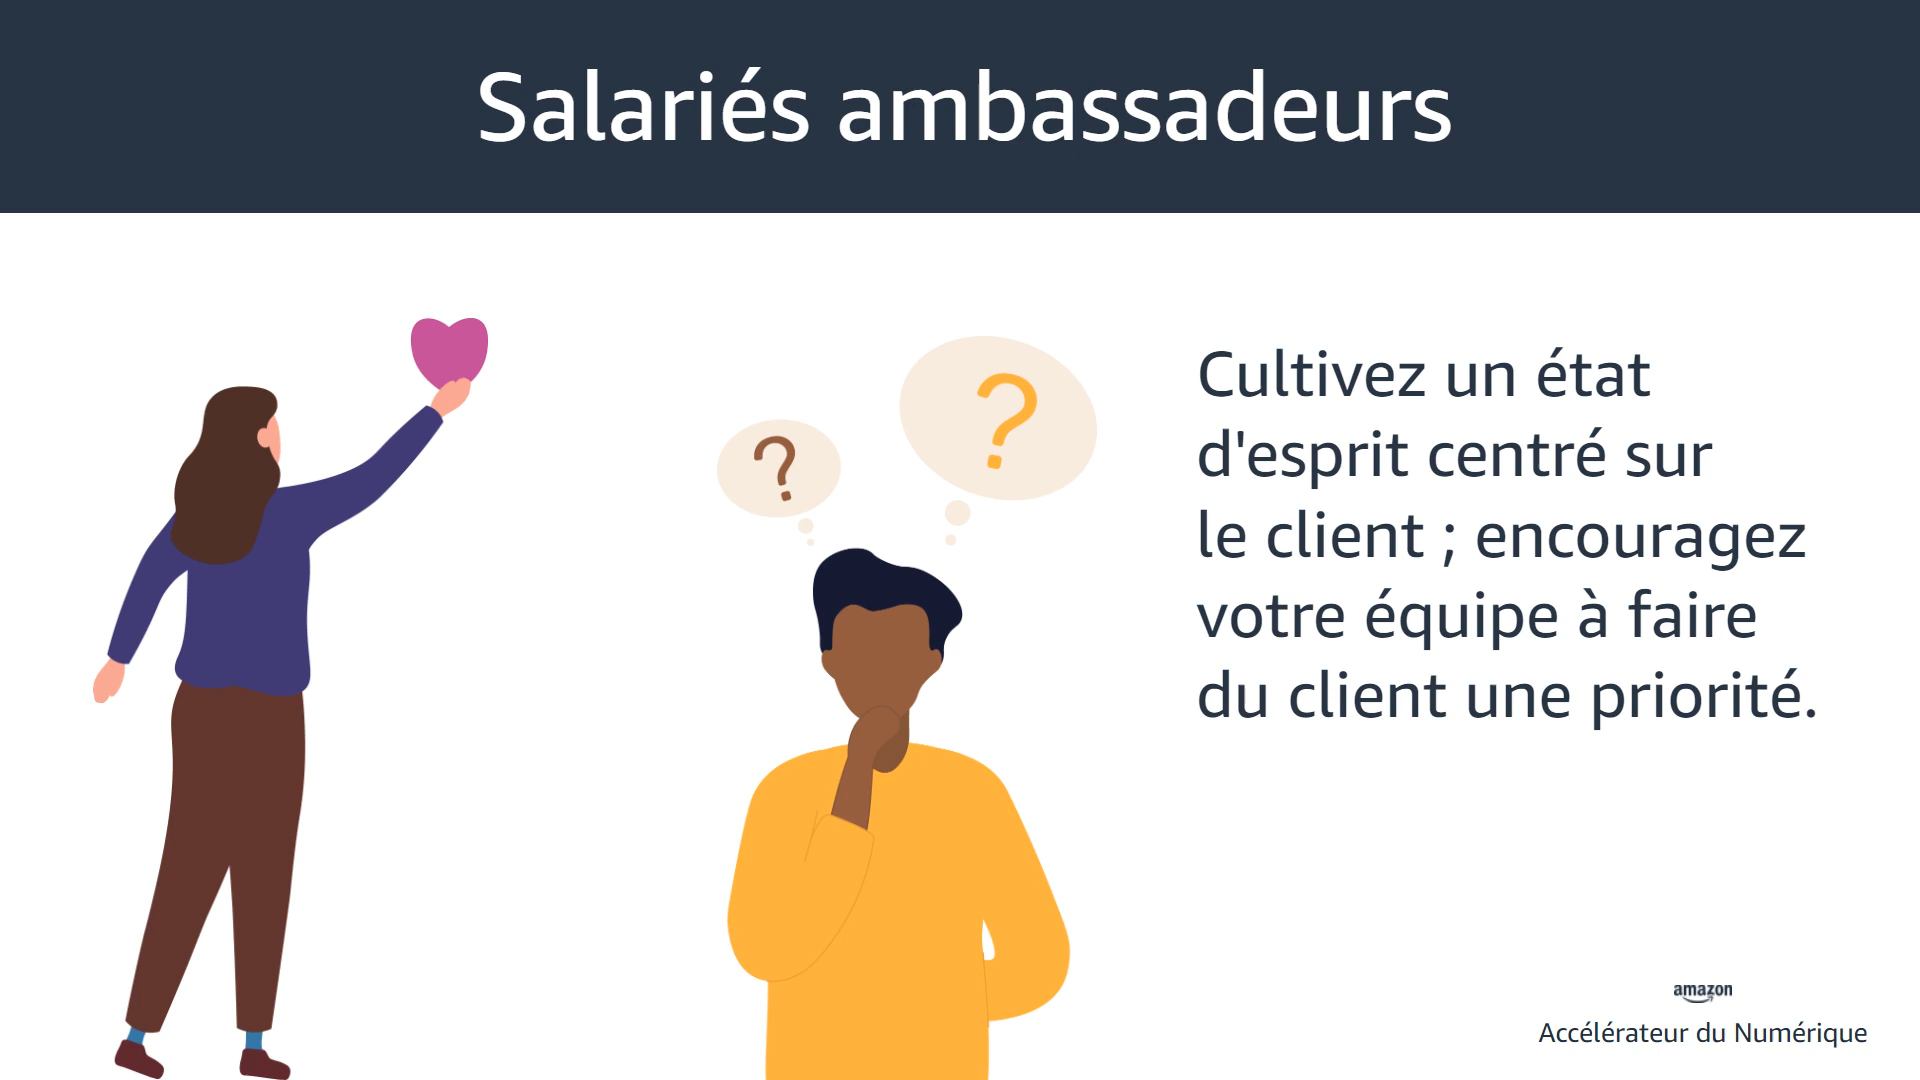 Salariés ambassadeurs
?
?
Cultivez un état
d'esprit centré sur
le client ; encouragez
votre équipe à faire
du client une priorité.
amazon
Accélérateur du Numérique